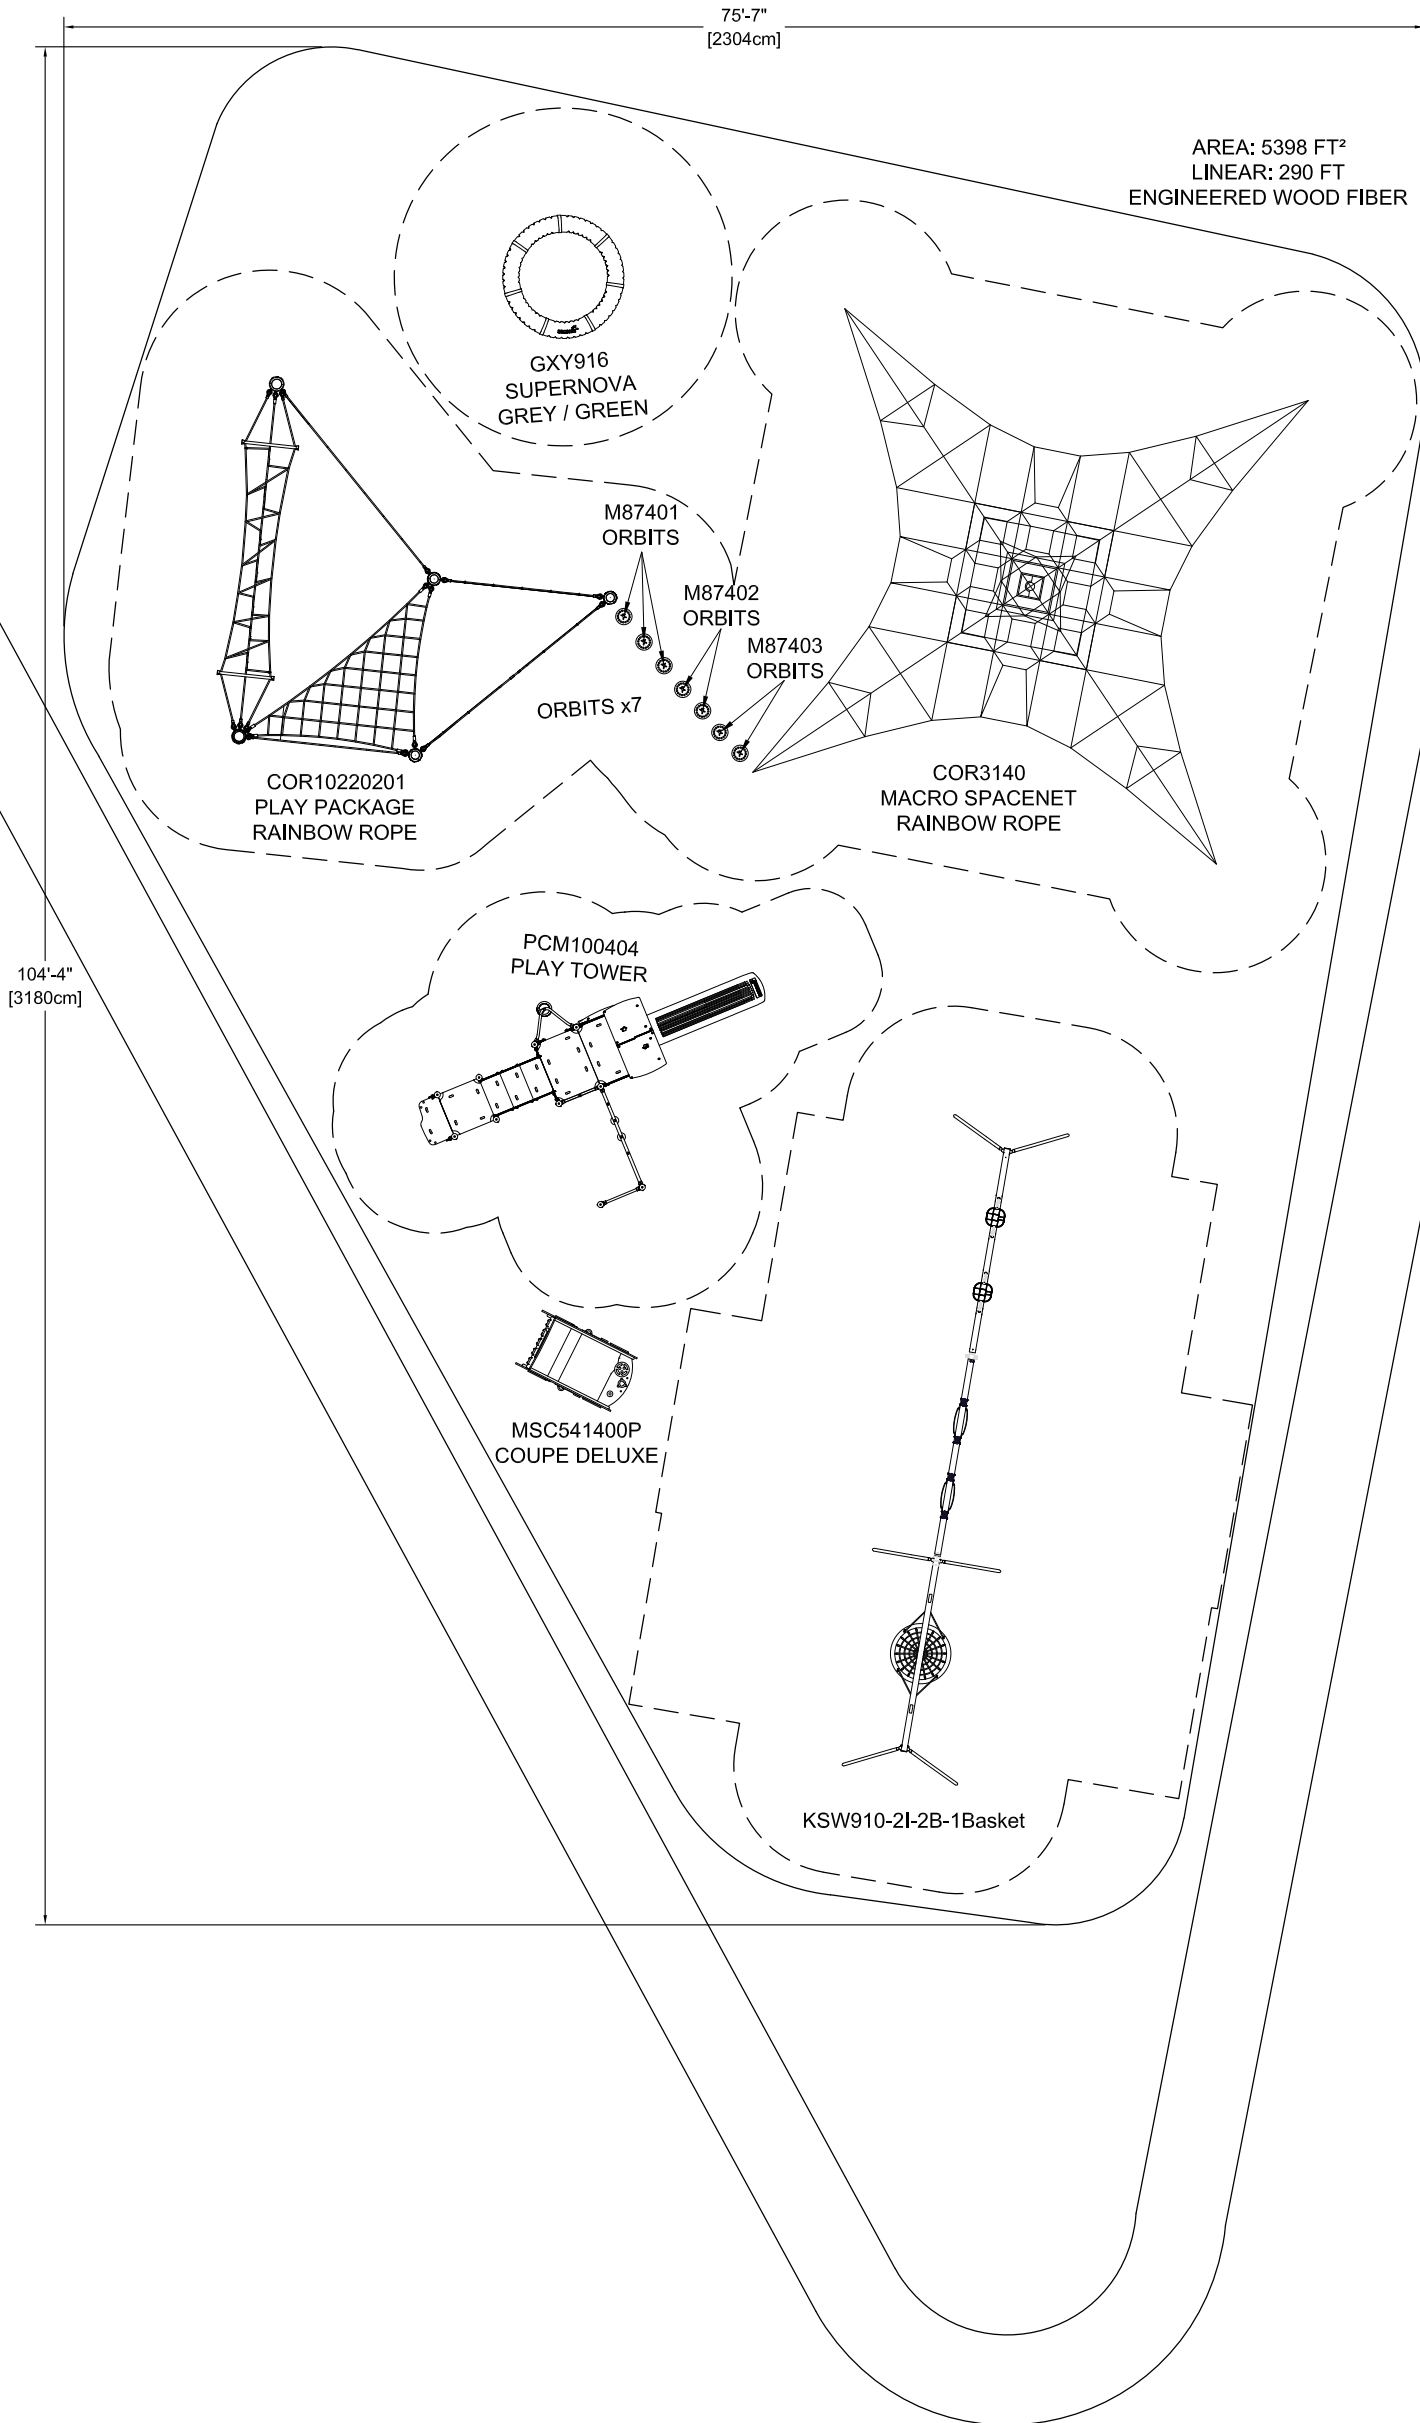 75'-7"
[2304cm]
AREA: 5398 FT²
LINEAR: 290 FT
ENGINEERED WOOD FIBER
GXY916
SUPERNOVA
GREY / GREEN
M87401
ORBITS
M87402
ORBITS
M87403
ORBITS
ORBITS x7
COR10220201
PLAY PACKAGE
RAINBOW ROPE
COR3140
MACRO SPACENET
RAINBOW ROPE
PCM100404
PLAY TOWER
104'-4"
[3180cm]
MSC541400P
COUPE DELUXE
KSW910-2I-2B-1Basket